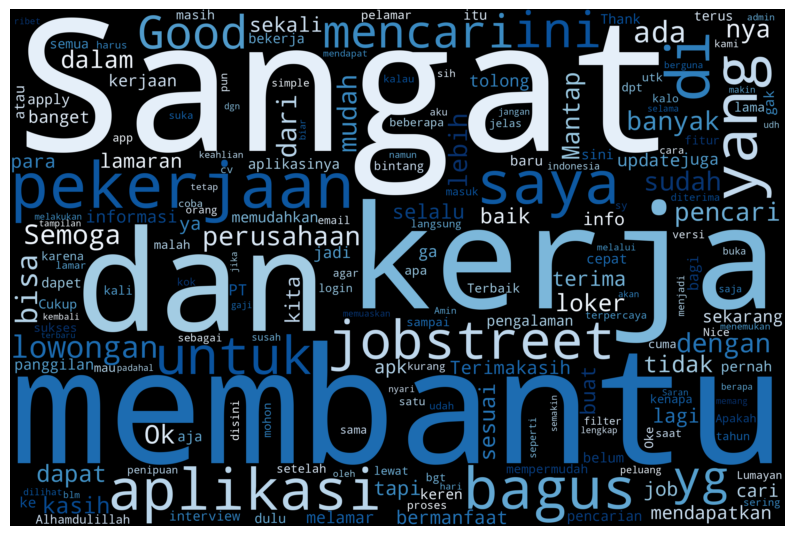 ribet
masih
pelamar
itu
Thank
terus
admin
semua
harus
Good
sekali
mencari
ini
ada
nya
kami
bekerja
mendapat
berguna
dalam
pun
dgn
simple
kalau
sih
tolong
utk
dpt
makin
atau
apply
kerjaan
Sangat
dari
mudah
beberapa
aku
Mantap
di
kalo
selama
yang
banget
app
suka
biar
jelas
jangan
banyak
lama
gak
udh
para
lamaran
keahlian
cv
aplikasinya
bintang
namun
lebih
baru
indonesia
sini
cara
fitur
update
juga
pekerjaan
tetap
coba
orang
masuk
saya
sy
sudah
diterima
melakukan
tampilan
informasi
ya
memudahkan
email
langsung
selalu
baik
info
pencari
Semoga
karena
malah
perusahaan
ga
cepat
melalui
versi
bisa
lamar
dapet
kali
dan
jadi
apa
kerja
bagi
buka
Cukup
kembali
kok
jika
PT
kita
agar
login
Terbaik
terima
akan
menjadi
saja
sukses
terbaru
gaji
memuaskan
Amin
terpercaya
loker
sekarang
sebagai
susah
sampai
pengalaman
Nice
menemukan
lowongan
untuk
jobstreet
cuma
dengan
panggilan
mau
padahal
apk
kurang
Terimakasih
tidak
pernah
nyari
semakin
buat
kenapa
Saran
memang
berapa
membantu
satu
udah
sesuai
filter
lengkap
lagi
Apakah
Ok
aja
disini
mohon
sama
seperti
Oke
saat
tahun
dapat
penipuan
setelah
oleh
lewat
bgt
mempermudah
belum
peluang
Lumayan
ke
dilihat
blm
kasih
aplikasi
tapi
hari
keren
bagus
yg
job
cari
sering
Alhamdulillah
interview
dulu
melamar
proses
bermanfaat
pencarian
mendapatkan